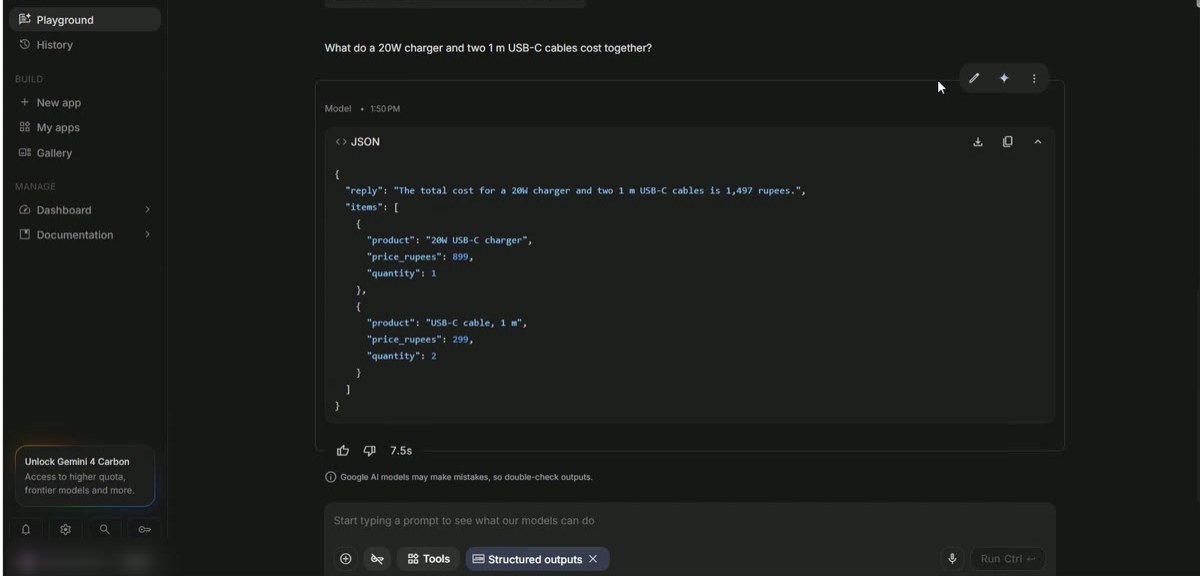 Playground
History
BUILD
New app
My apps
Gallery
MANAGE
Dashboard
Documentation
Unlock Gemini 4 Carbon
Access to higher quota,
frontier models and more.
What do a 20W charger and two 1 m USB-C cables cost together?
Model • 1:50 PM
<> JSON
{
"reply": "The total cost for a 20W charger and two 1 m USB-C cables is 1,497 rupees.",
"items": [
{
"product": "20W USB-C charger",
"price_rupees": 899,
"quantity": 1
},
{
"product": "USB-C cable, 1 m",
"price_rupees": 299,
"quantity": 2
}
]
}
7.5s
Google AI models may make mistakes, so double-check outputs.
Start typing a prompt to see what our models can do
Tools
Structured outputs
Run Ctrl ↵